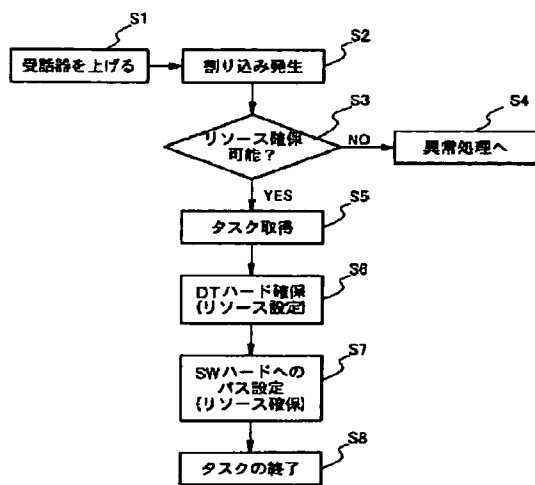 S1
受話器を上げる
S2
割り込み発生
S3
リソース確保
可能?
NO
S4
異常処理へ
YES
S5
タスク取得
S6
DTハード確保
(リソース設定)
S7
SWハードへの
パス設定
(リソース確保)
S8
タスクの終了